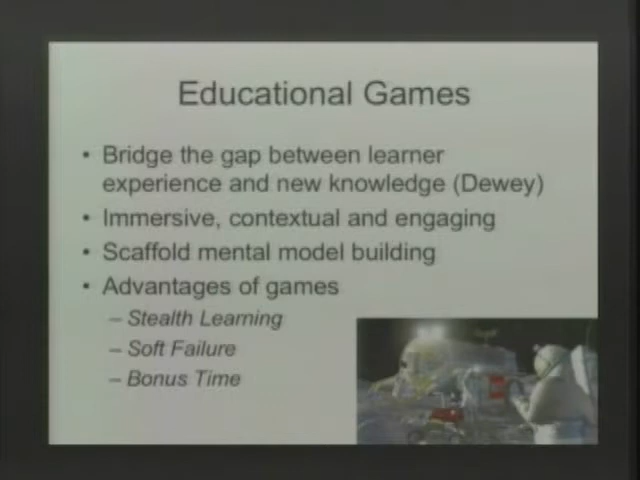 Educational Games
• Bridge the gap between learner
experience and new knowledge (Dewey)
• Immersive, contextual and engaging
• Scaffold mental model building
• Advantages of games
– Stealth Learning
– Soft Failure
– Bonus Time